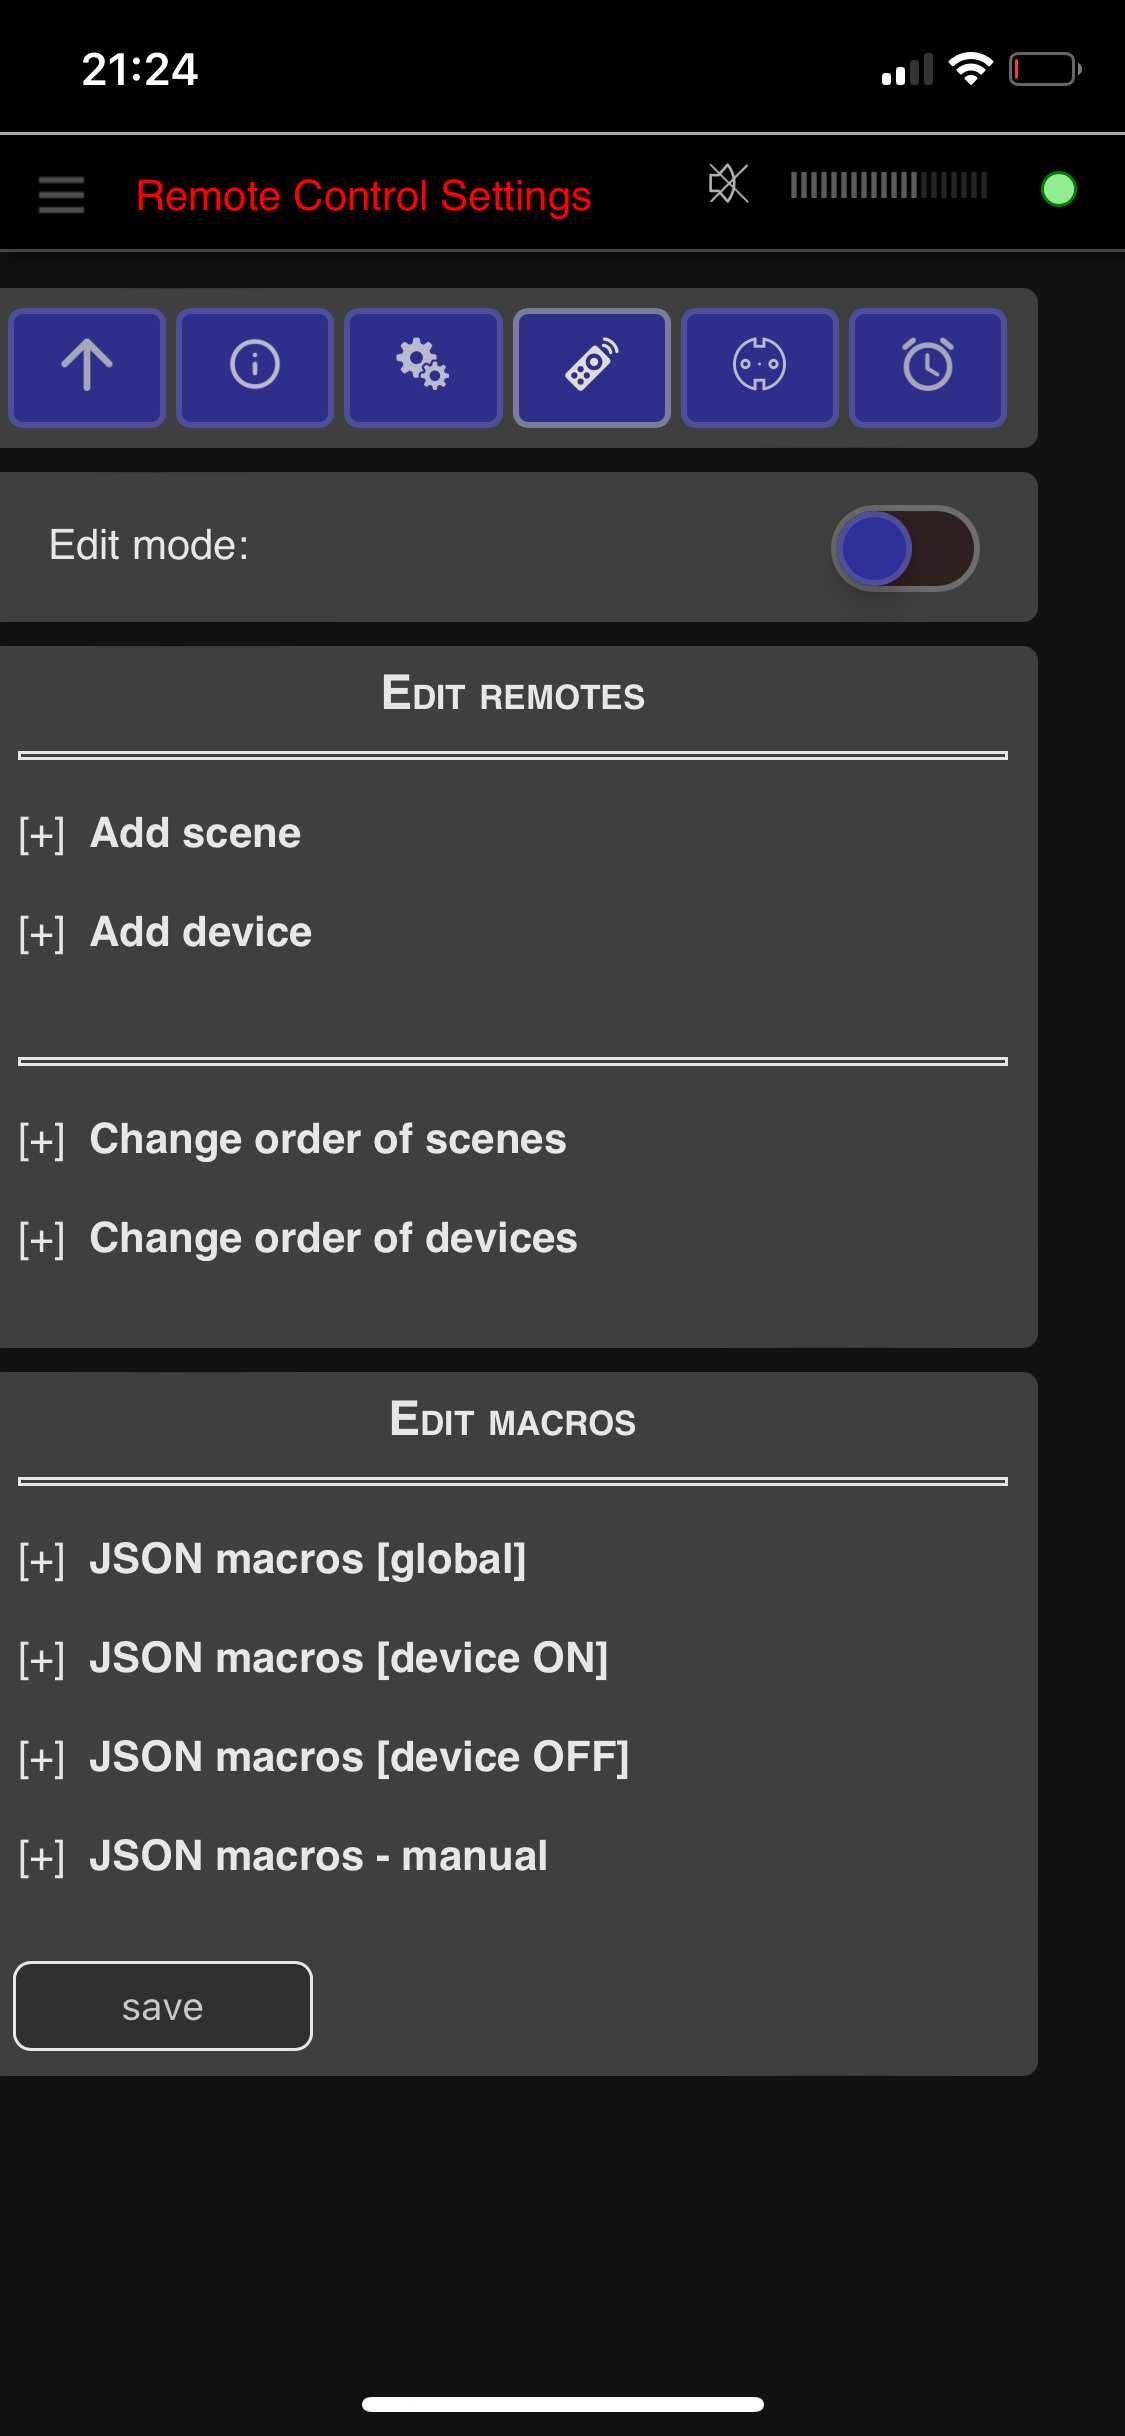 21:24
Remote Control Settings
Edit mode:
Edit remotes
[+] Add scene
[+] Add device
[+] Change order of scenes
[+] Change order of devices
Edit macros
[+] JSON macros [global]
[+] JSON macros [device ON]
[+] JSON macros [device OFF]
[+] JSON macros - manual
save